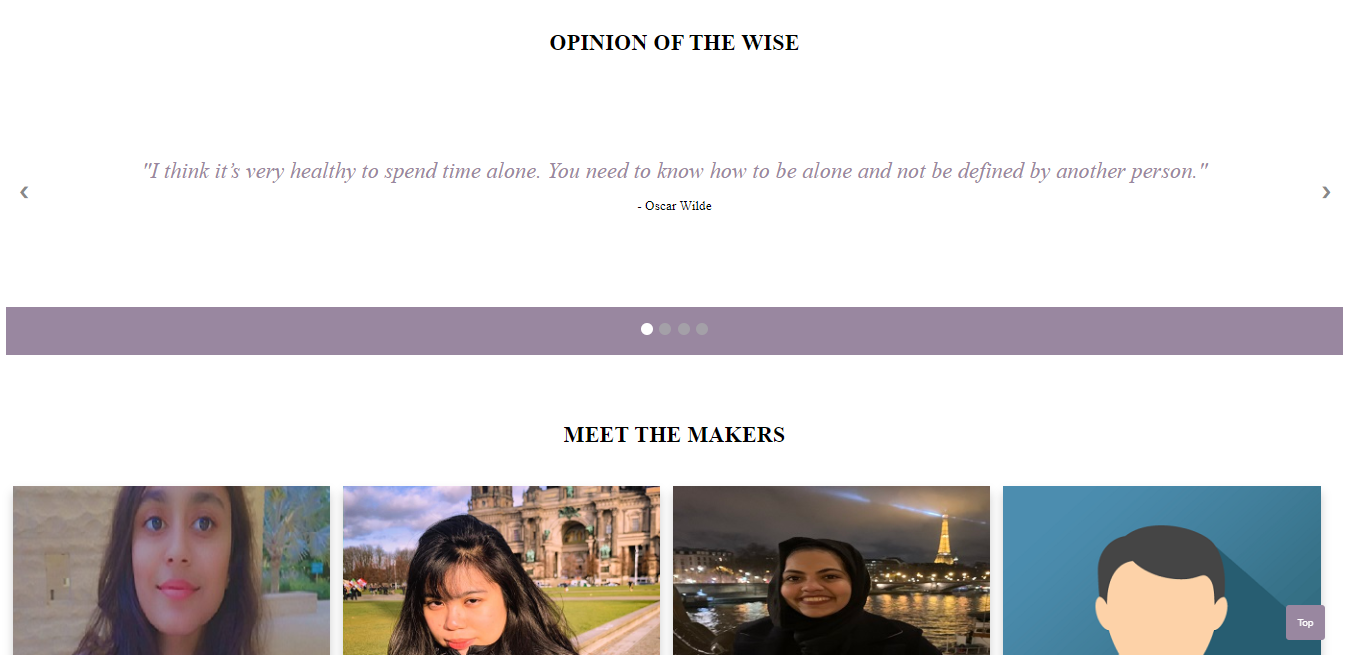 OPINION OF THE WISE
"I think it’s very healthy to spend time alone. You need to know how to be alone and not be defined by another person."
- Oscar Wilde
MEET THE MAKERS
Top